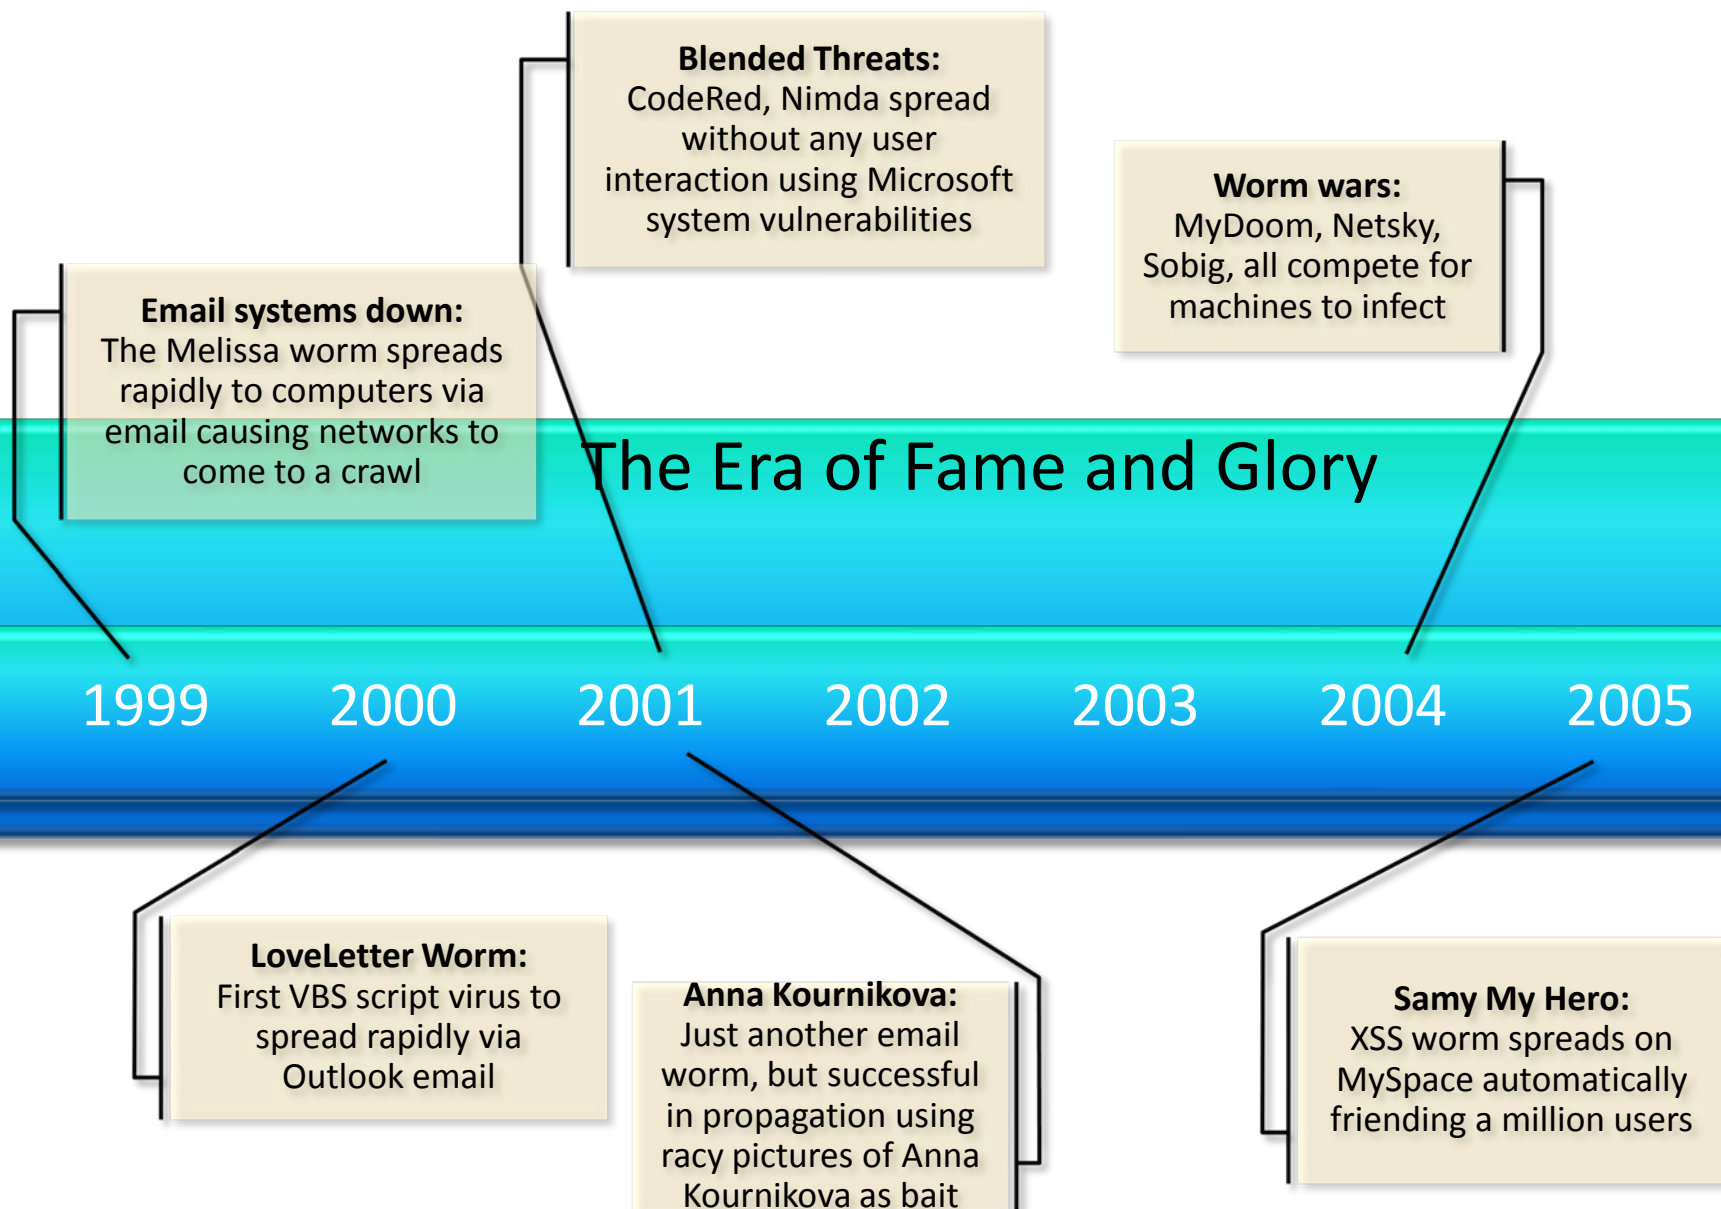 Blended Threats:
CodeRed, Nimda spread
without any user
interaction using Microsoft
system vulnerabilities
Worm wars:
MyDoom, Netsky,
Sobig, all compete for
machines to infect
Email systems down:
The Melissa worm spreads
rapidly to computers via
email causing networks to
come to a crawl
The Era of Fame and Glory
1999 2000 2001 2002 2003 2004 2005
LoveLetter Worm:
First VBS script virus to
spread rapidly via
Outlook email
Anna Kournikova:
Just another email
worm, but successful
in propagation using
racy pictures of Anna
Kournikova as bait
Samy My Hero:
XSS worm spreads on
MySpace automatically
friending a million users